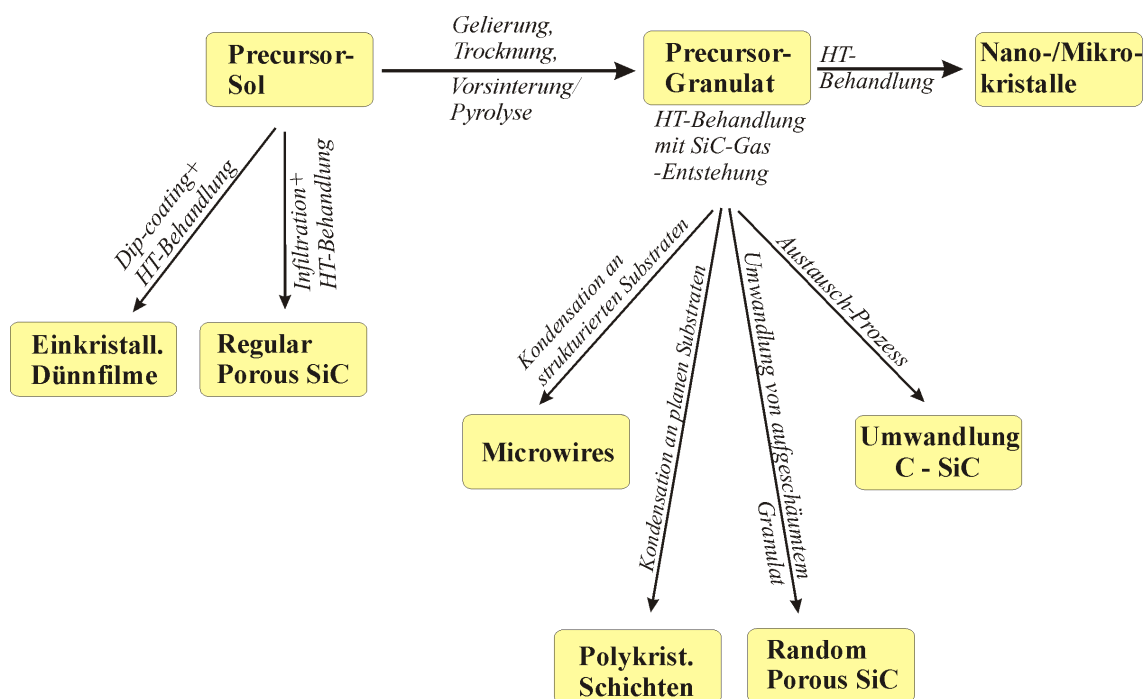 Precursor-
Sol
Gelierung,
Trocknung,
Vorsinterung/
Pyrolyse
Precursor-
Granulat
HT-
Behandlung
Nano-/Mikro-
kristalle
HT-Behandlung
mit SiC-Gas
-Entstehung
Dip-coating+
HT-Behandlung
Infiltration+
HT-Behandlung
Einkristall.
Dünnfilme
Regular
Porous SiC
Kondensation an
strukturierten Substraten
Kondensation an planen Substraten
Umwandlung von aufgeschäumtem
Granulat
Austausch-Prozess
Microwires
Umwandlung
C - SiC
Polykrist.
Schichten
Random
Porous SiC